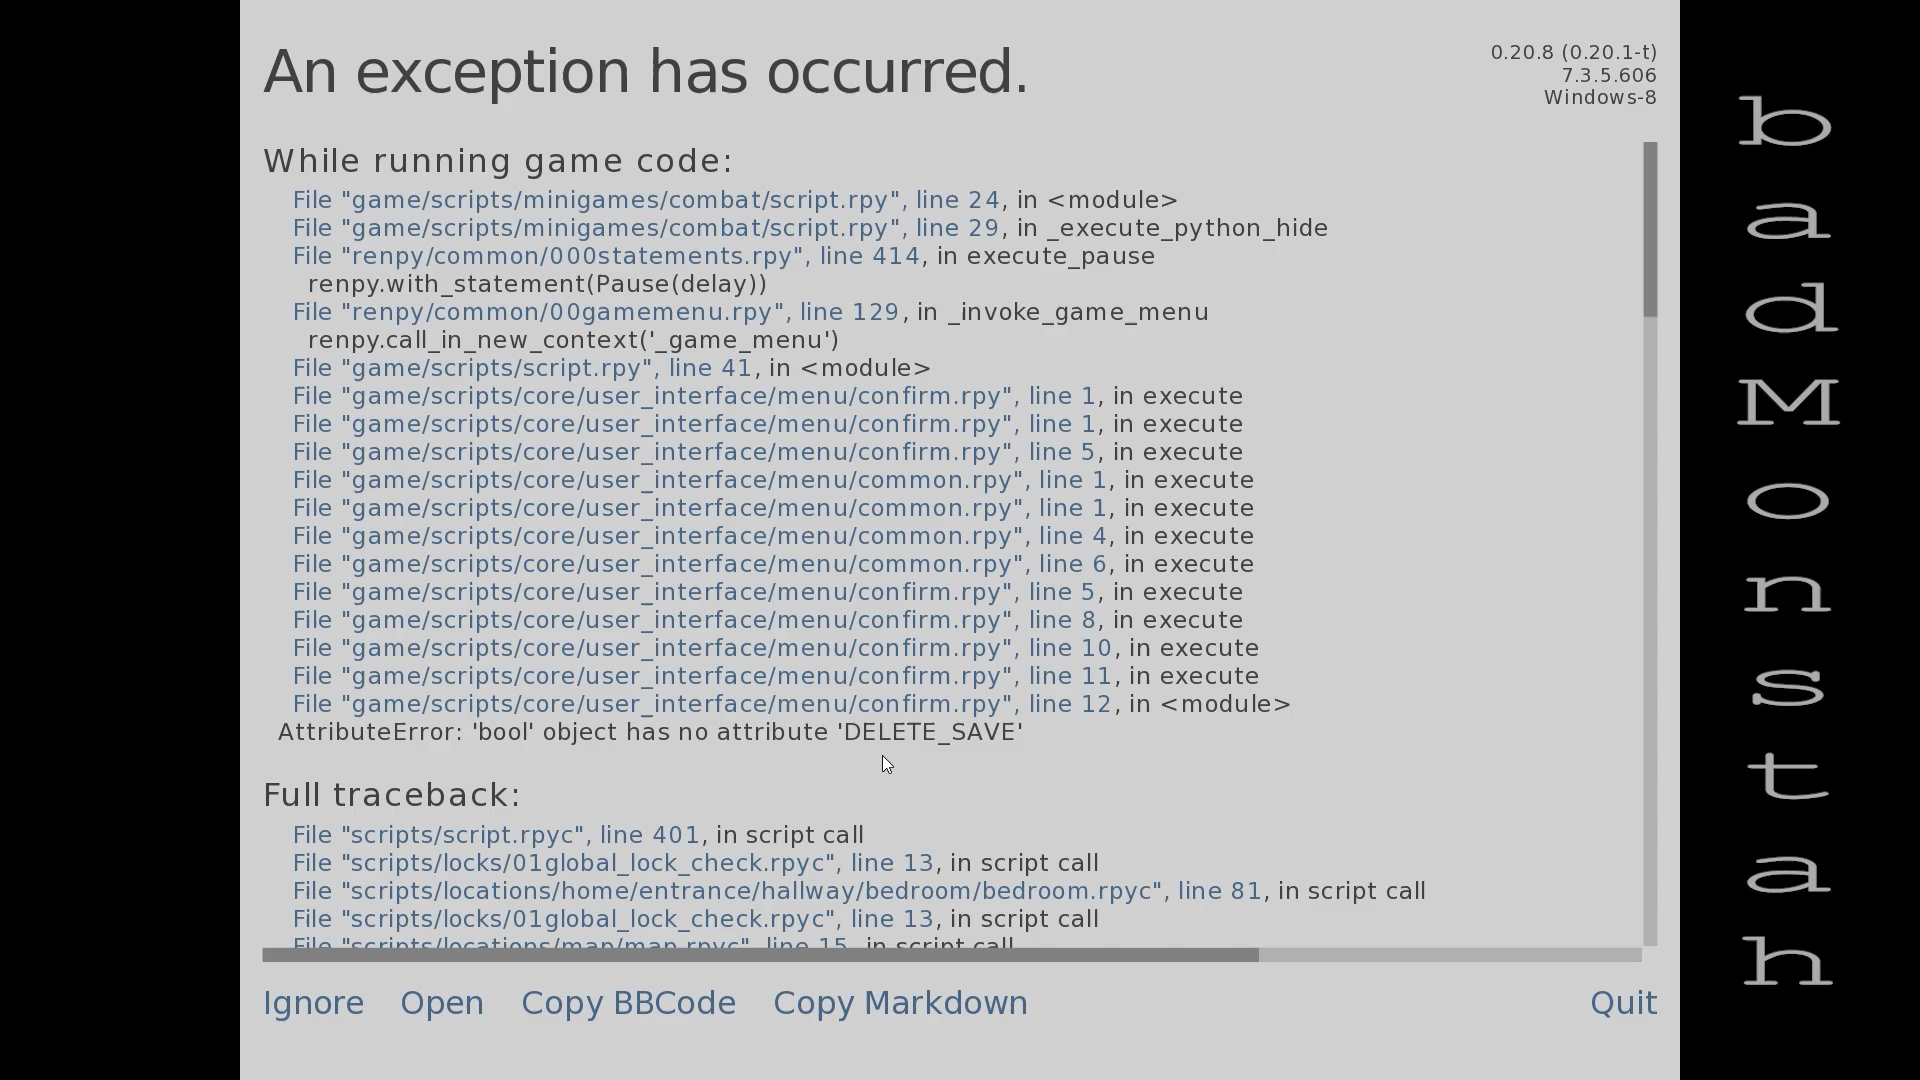 An exception has occurred.
0.20.8 (0.20.1-t)
7.3.5.606
Windows-8
While running game code:
File "game/scripts/minigames/combat/script.rpy", line 24, in <module>
File "game/scripts/minigames/combat/script.rpy", line 29, in _execute_python_hide
File "renpy/common/000statements.rpy", line 414, in execute_pause
renpy.with_statement(Pause(delay))
File "renpy/common/00gamemenu.rpy", line 129, in _invoke_game_menu
renpy.call_in_new_context('_game_menu')
File "game/scripts/script.rpy", line 41, in <module>
File "game/scripts/core/user_interface/menu/confirm.rpy", line 1, in execute
File "game/scripts/core/user_interface/menu/confirm.rpy", line 1, in execute
File "game/scripts/core/user_interface/menu/confirm.rpy", line 5, in execute
File "game/scripts/core/user_interface/menu/common.rpy", line 1, in execute
File "game/scripts/core/user_interface/menu/common.rpy", line 1, in execute
File "game/scripts/core/user_interface/menu/common.rpy", line 4, in execute
File "game/scripts/core/user_interface/menu/common.rpy", line 6, in execute
File "game/scripts/core/user_interface/menu/confirm.rpy", line 5, in execute
File "game/scripts/core/user_interface/menu/confirm.rpy", line 8, in execute
File "game/scripts/core/user_interface/menu/confirm.rpy", line 10, in execute
File "game/scripts/core/user_interface/menu/confirm.rpy", line 11, in execute
File "game/scripts/core/user_interface/menu/confirm.rpy", line 12, in <module>
AttributeError: 'bool' object has no attribute 'DELETE_SAVE'
Full traceback:
File "scripts/script.rpyc", line 401, in script call
File "scripts/locks/01global_lock_check.rpyc", line 13, in script call
File "scripts/locations/home/entrance/hallway/bedroom/bedroom.rpyc", line 81, in script call
File "scripts/locks/01global_lock_check.rpyc", line 13, in script call
File "scripts/locations/map/map.rpyc", line 15, in script call
Ignore Open Copy BBCode Copy Markdown Quit
badMonstah